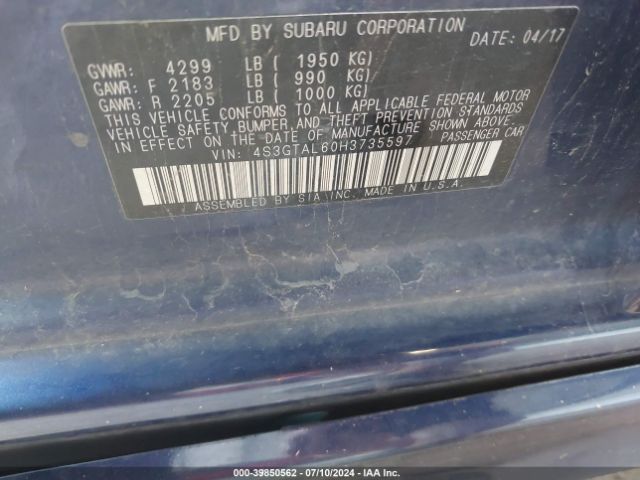 MFD BY SUBARU CORPORATION
DATE: 04/17
GVWR: 4299 LB ( 1950 KG)
GAWR: F 2183 LB ( 990 KG)
GAWR: R 2205 LB ( 1000 KG)
THIS VEHICLE CONFORMS TO ALL APPLICABLE FEDERAL MOTOR
VEHICLE SAFETY, BUMPER, AND THEFT PREVENTION STANDARDS
IN EFFECT ON THE DATE OF MANUFACTURE SHOWN ABOVE.
VIN: 4S3GTAL60H3735597 PASSENGER CAR
ASSEMBLED BY SIA INC. MADE IN U.S.A.
000-39850562 - 07/10/2024 - IAA Inc.